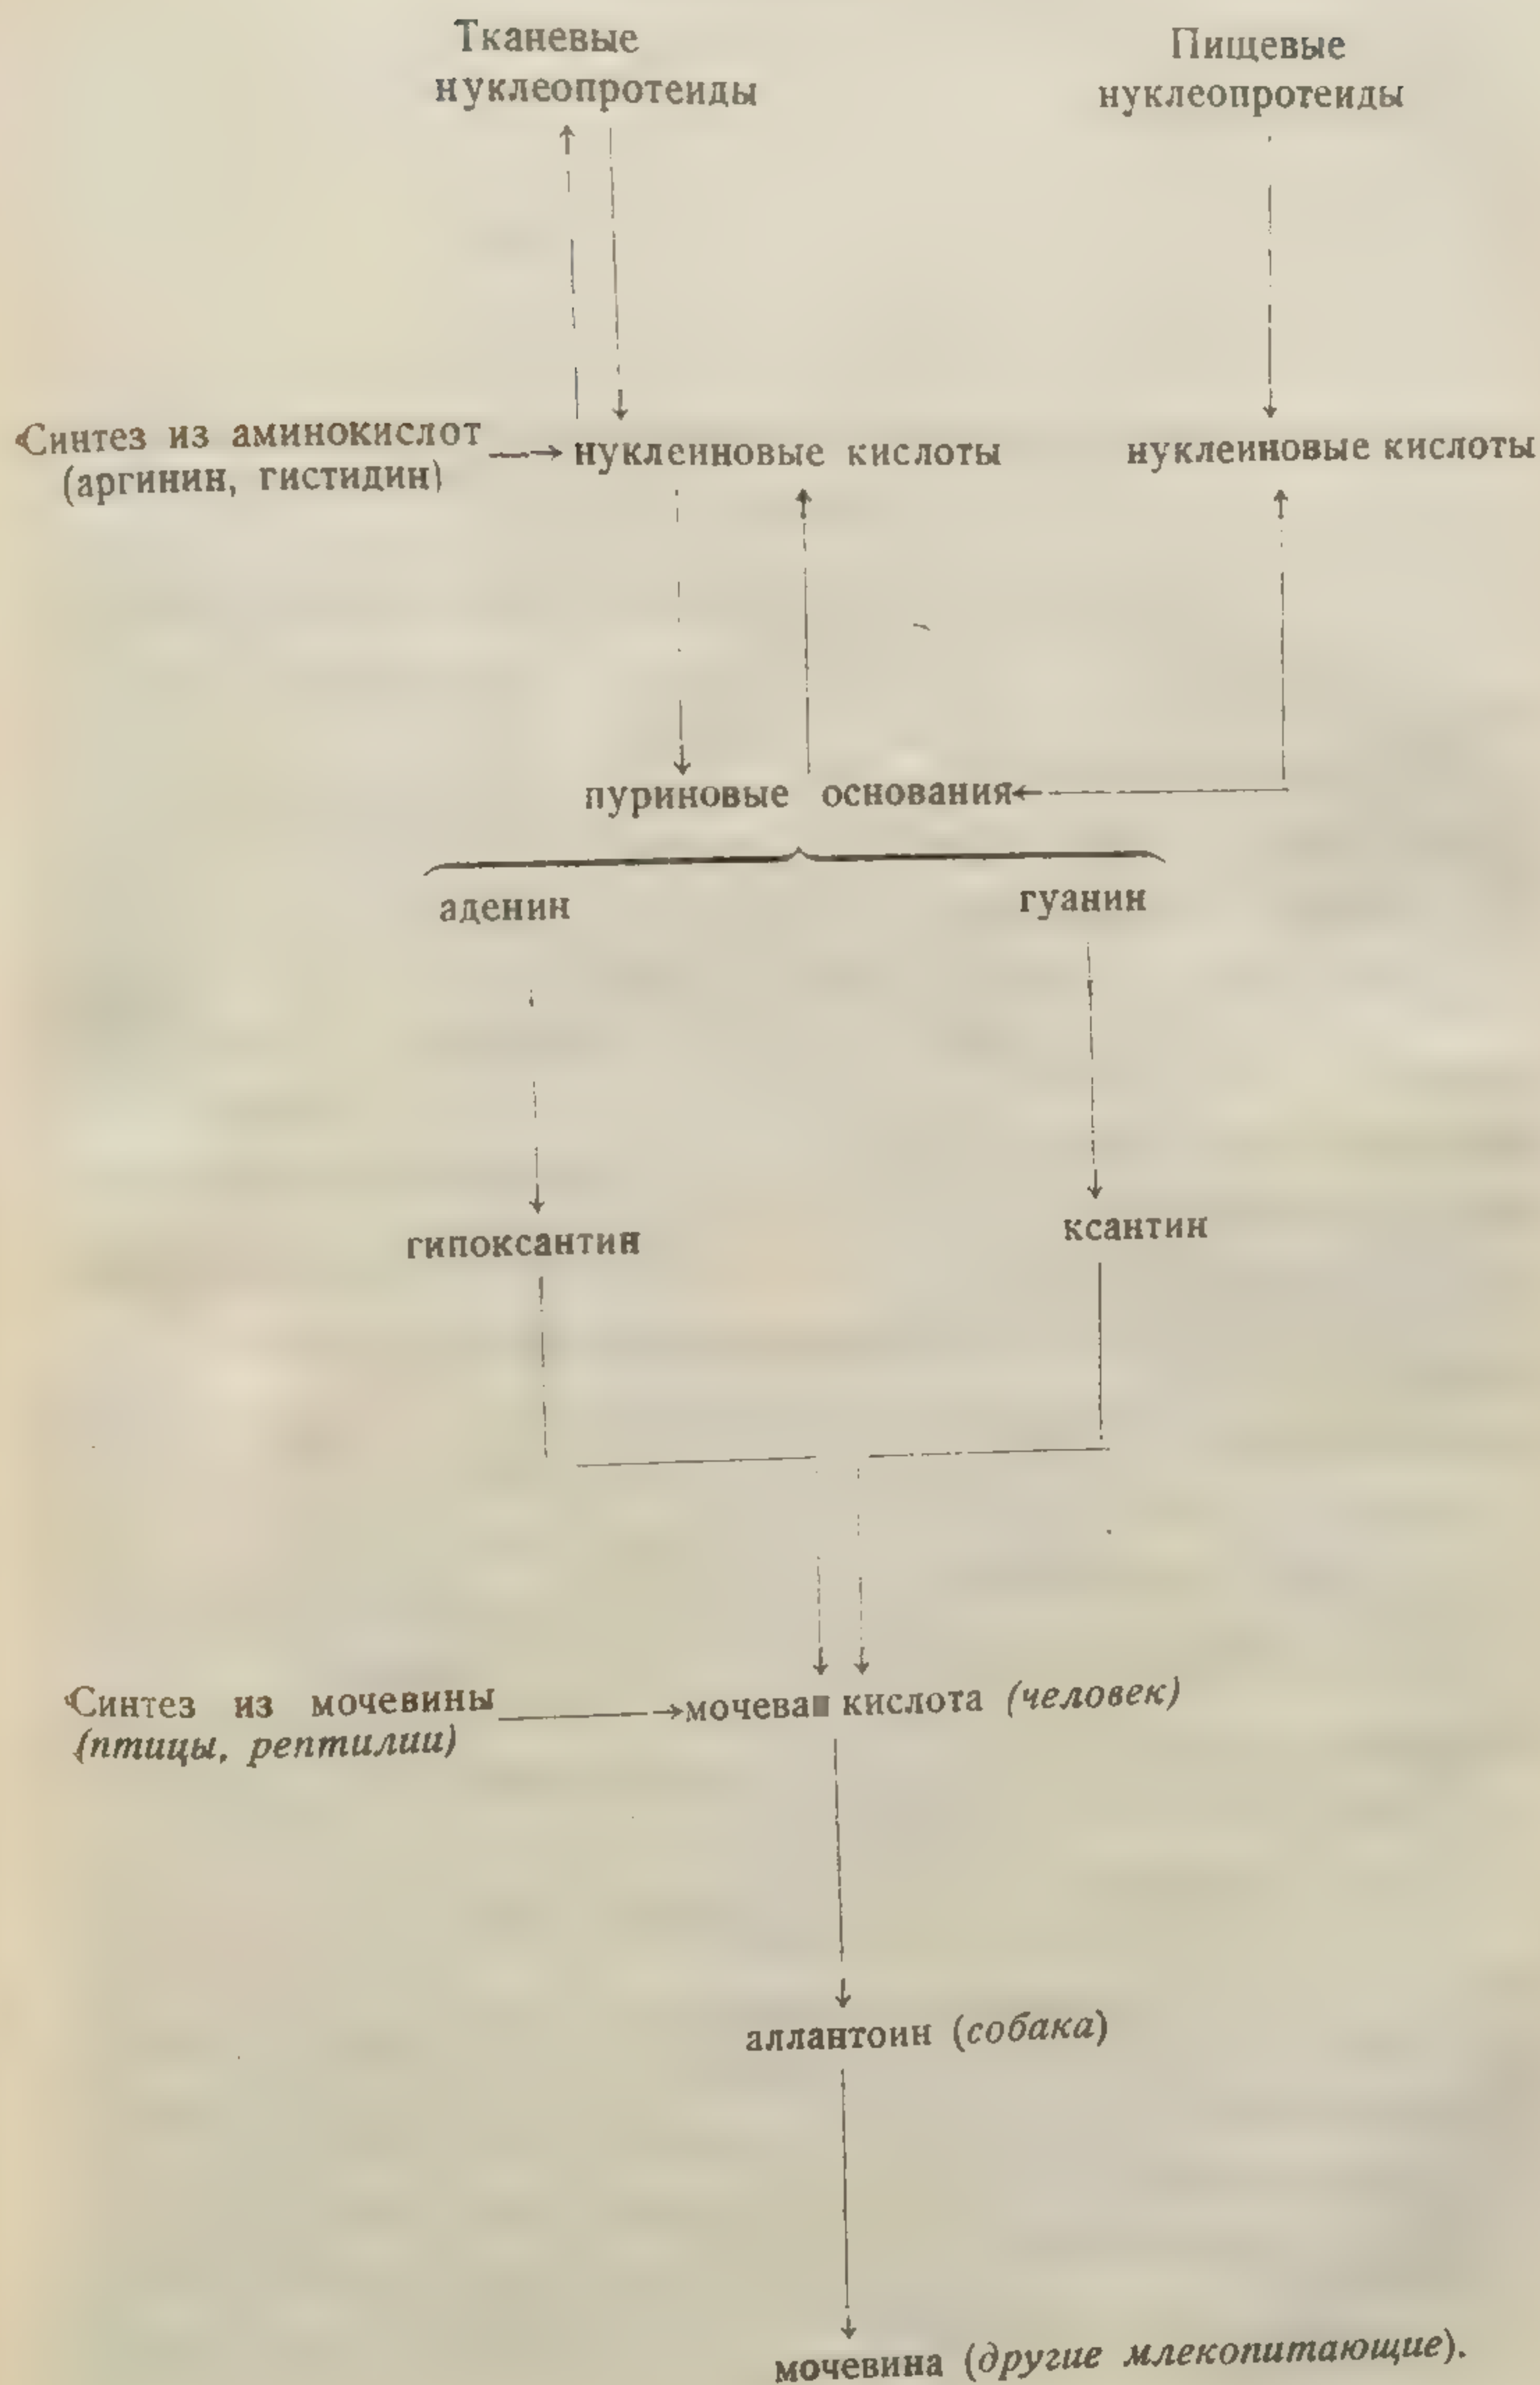 Тканевые
нуклеопротеиды
Пищевые
нуклеопротеиды
Синтез из аминокислот
(аргинин, гистидин)
нуклеиновые кислоты
нуклеиновые кислоты
пуриновые основания
аденин
гуанин
гипоксантин
ксантин
Синтез из мочевины
(птицы, рептилии)
мочевая кислота (человек)
аллантоин (собака)
мочевина (другие млекопитающие).